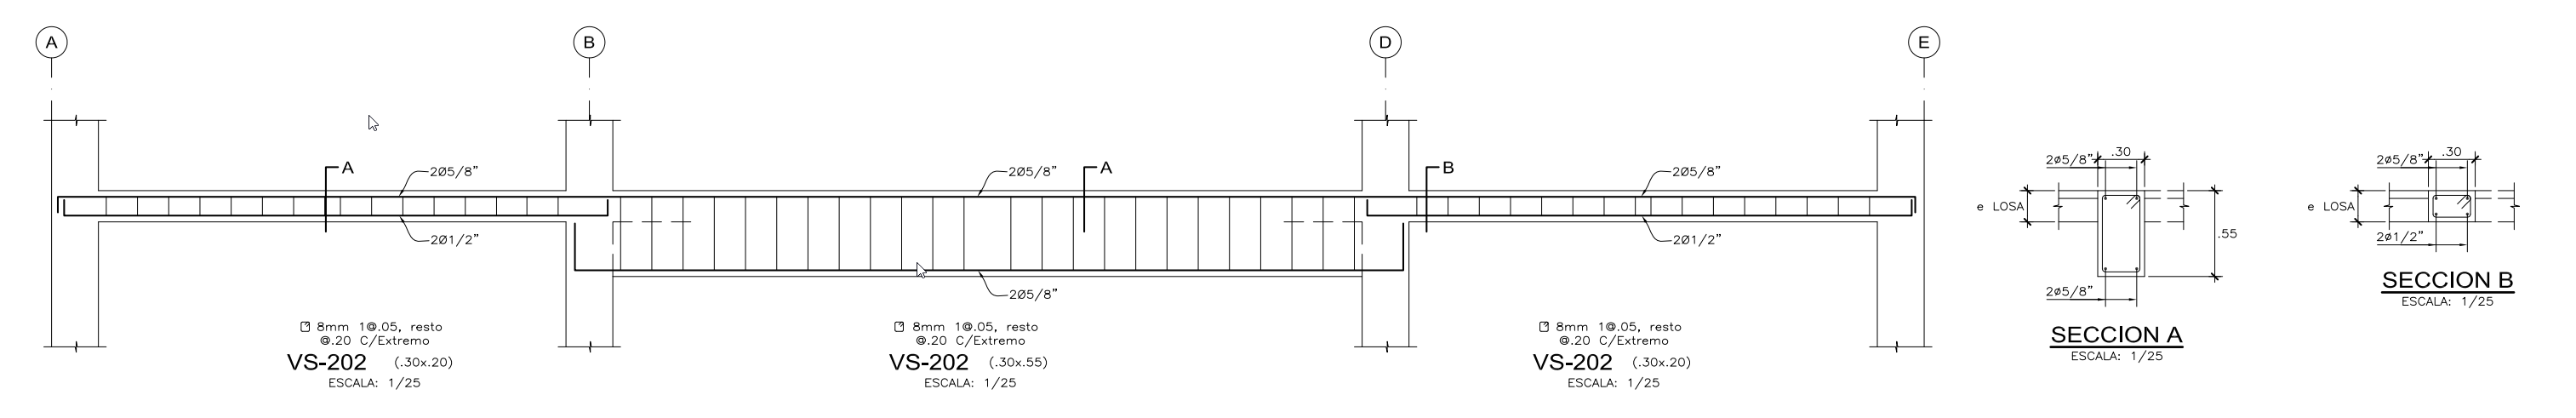 A
B
D
E
A
2Ø5/8"
2Ø1/2"
8mm 1@.05, resto
@.20 C/Extremo
VS-202 (.30x.20)
ESCALA: 1/25
2Ø5/8"
A
2Ø5/8"
8mm 1@.05, resto
@.20 C/Extremo
VS-202 (.30x.55)
ESCALA: 1/25
B
2Ø5/8"
2Ø1/2"
8mm 1@.05, resto
@.20 C/Extremo
VS-202 (.30x.20)
ESCALA: 1/25
2ø5/8"
.30
e LOSA
.55
2ø5/8"
SECCION A
ESCALA: 1/25
2ø5/8"
.30
e LOSA
2ø1/2"
SECCION B
ESCALA: 1/25